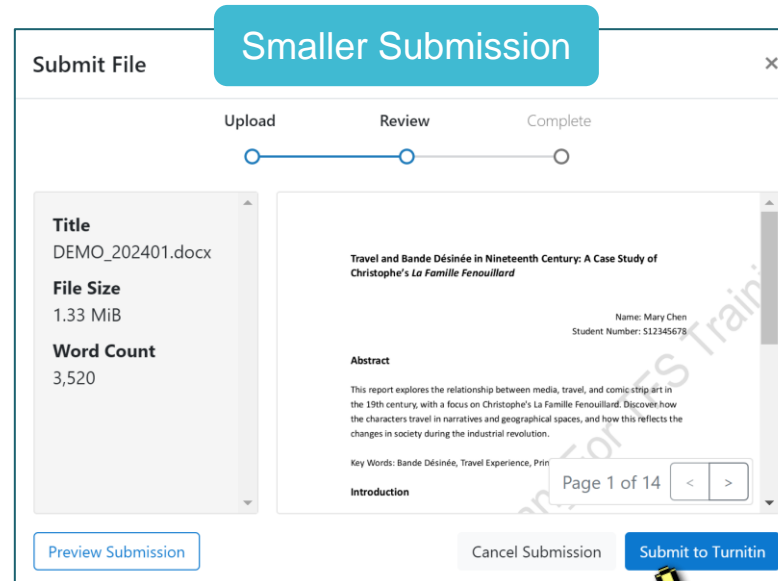 Smaller Submission
Submit File
×
Upload
Review
Complete
Title
DEMO_202401.docx
File Size
1.33 MiB
Word Count
3,520
Travel and Bande Désinée in Nineteenth Century: A Case Study of
Christophe's La Famille Fenouillard
Name: Mary Chen
Student Number: S12345678
Abstract
This report explores the relationship between media, travel, and comic strip art in
the 19th century, with a focus on Christophe's La Famille Fenouillard. Discover how
the characters travel in narratives and geographical spaces, and how this reflects the
changes in society during the industrial revolution.
Key Words: Bande Désinée, Travel Experience,
Introduction
For TFS
Page 1 of 14
<
>
Preview Submission
Cancel Submission
Submit to Turnitin